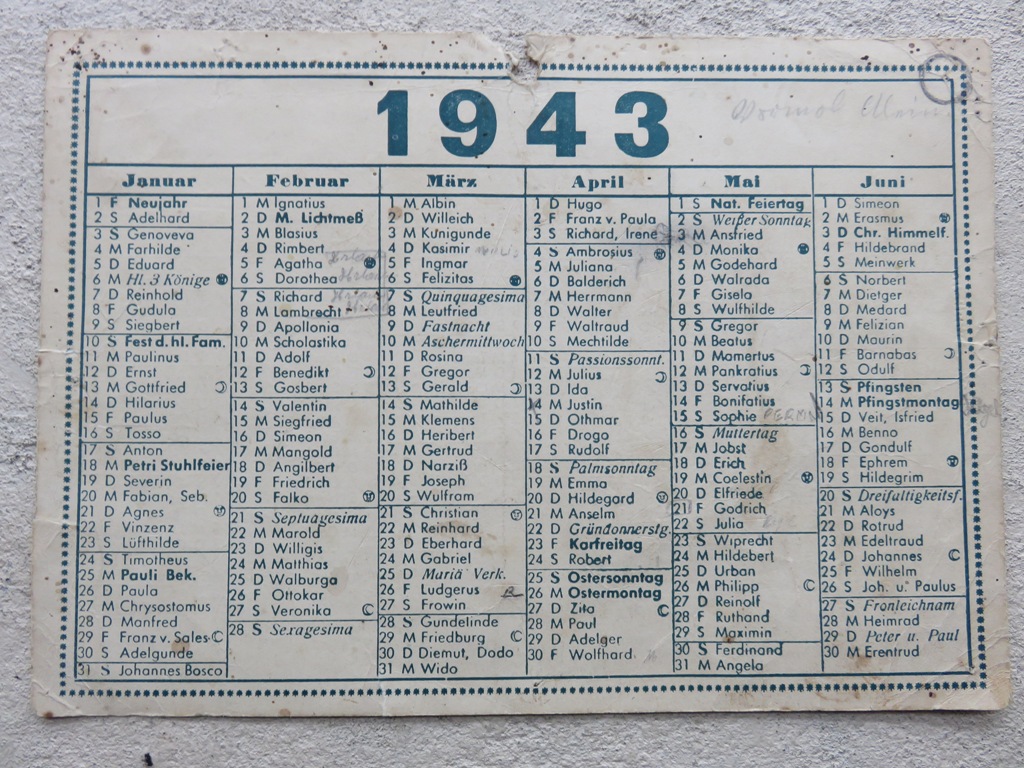 1943
Januar
1 F Neujahr
2 S Adelhard
3 S Genoveva
4 M Farhilde
5 D Eduard
6 M Hl. 3 Könige
7 D Reinhold
8 F Gudula
9 S Siegbert
10 S Fest d. hl. Fam.
11 M Paulinus
12 D Ernst
13 M Gottfried
14 D Hilarius
15 F Paulus
16 S Tosso
17 S Anton
18 M Petri Stuhlfeier
19 D Severin
20 M Fabian, Seb.
21 D Agnes
22 F Vinzenz
23 S Lüfthilde
24 S Timotheus
25 M Pauli Bek.
26 D Paula
27 M Chrysostomus
28 D Manfred
29 F Franz v. Sales
30 S Adelgunde
31 S Johannes Bosco
Februar
1 M Ignatius
2 D M. Lichtmeß
3 M Blasius
4 D Rimbert
5 F Agatha
6 S Dorothea
7 S Richard
8 M Lambrecht
9 D Apollonia
10 M Scholastika
11 D Adolf
12 F Benedikt
13 S Gosbert
14 S Valentin
15 M Siegfried
16 D Simeon
17 M Mangold
18 D Angilbert
19 F Friedrich
20 S Falko
21 S Septuagesima
22 M Marold
23 D Willigis
24 M Matthias
25 D Walburga
26 F Ottokar
27 S Veronika
28 S Sexagesima
März
1 M Albin
2 D Willeich
3 M Kunigunde
4 D Kasimir
5 F Ingmar
6 S Felizitas
7 S Quinquagesima
8 M Leutfried
9 D Fastnacht
10 M Aschermittwoch
11 D Rosina
12 F Gregor
13 S Gerald
14 S Mathilde
15 M Klemens
16 D Heribert
17 M Gertrud
18 D Narziß
19 F Joseph
20 S Wulfram
21 S Christian
22 M Reinhard
23 D Eberhard
24 M Gabriel
25 D Mariä Verk.
26 F Ludgerus
27 S Frowin
28 S Gundelinde
29 M Friedburg
30 D Diemut, Dodo
31 M Wido
April
1 D Hugo
2 F Franz v. Paula
3 S Richard, Irene
4 S Ambrosius
5 M Juliana
6 D Balderich
7 M Herrmann
8 D Walter
9 F Waltraud
10 S Mechtilde
11 S Passionssonnt.
12 M Julius
13 D Ida
14 M Justin
15 D Othmar
16 F Drogo
17 S Rudolf
18 S Palmsonntag
19 M Emma
20 D Hildegard
21 M Anselm
22 D Gründonnerstg.
23 F Karfreitag
24 S Robert
25 S Ostersonntag
26 M Ostermontag
27 D Zita
28 M Paul
29 D Adelger
30 F Wolfhard
Mai
1 S Nat. Feiertag
2 S Weißer Sonntag
3 M Ansfried
4 D Monika
5 M Godehard
6 D Walrada
7 F Gisela
8 S Wulfhilde
9 S Gregor
10 M Beatus
11 D Mamertus
12 M Pankratius
13 D Servatius
14 F Bonifatius
15 S Sophie
16 S Muttertag
17 M Jobst
18 D Erich
19 M Coelestin
20 D Elfriede
21 F Godrich
22 S Julia
23 S Wiprecht
24 M Hildebert
25 D Urban
26 M Philipp
27 D Reinolf
28 F Ruthand
29 S Maximin
30 S Ferdinand
31 M Angela
Juni
1 D Simeon
2 M Erasmus
3 D Chr. Himmelf.
4 F Hildebrand
5 S Meinwerk
6 S Norbert
7 M Dietger
8 D Medard
9 M Felizian
10 D Maurin
11 F Barnabas
12 S Odulf
13 S Pfingsten
14 M Pfingstmontag
15 D Veit, Isfried
16 M Benno
17 D Gondulf
18 F Ephrem
19 S Hildegrim
20 S Dreifaltigkeitsf.
21 M Aloys
22 D Rotrud
23 M Edeltraud
24 D Johannes
25 F Wilhelm
26 S Joh. u. Paulus
27 S Fronleichnam
28 M Heimrad
29 D Peter u. Paul
30 M Erentrud